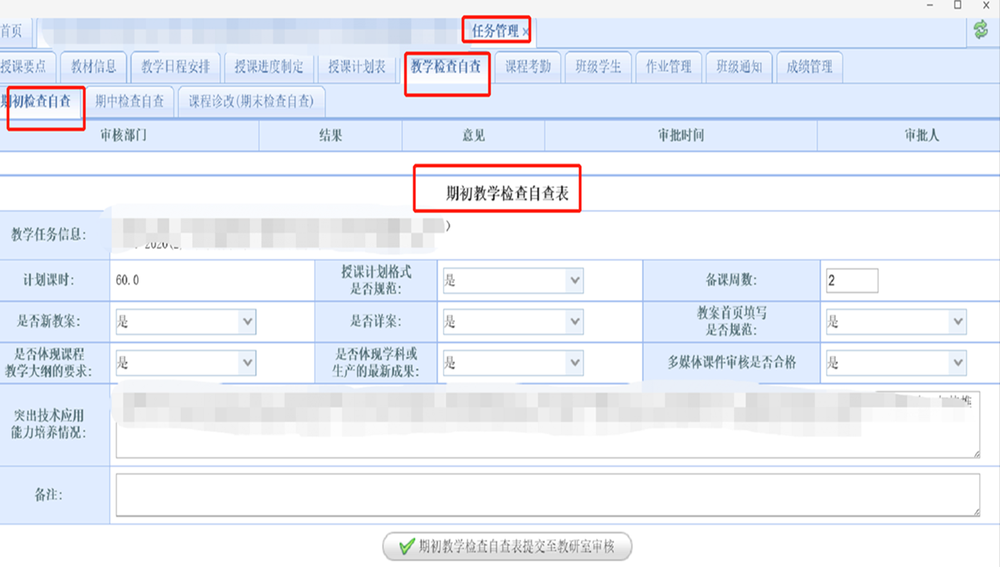 首页
任务管理 x
授课要点 教材信息 教学日程安排 授课进度制定 授课计划表 教学检查自查 课程考勤 班级学生 作业管理 班级通知 成绩管理
期初检查自查 期中检查自查 课程诊改(期末检查自查)
审核部门 结果 意见 审批时间 审批人
期初教学检查自查表
教学任务信息: )
计划课时: 60.0
授课计划格式
是否规范: 是
备课周数: 2
是否新教案: 是
是否详案: 是
教案首页填写
是否规范: 是
是否体现课程
教学大纲的要求: 是
是否体现学科或
生产的最新成果: 是
多媒体课件审核是否合格 是
突出技术应用
能力培养情况:
备注:
期初教学检查自查表提交至教研室审核